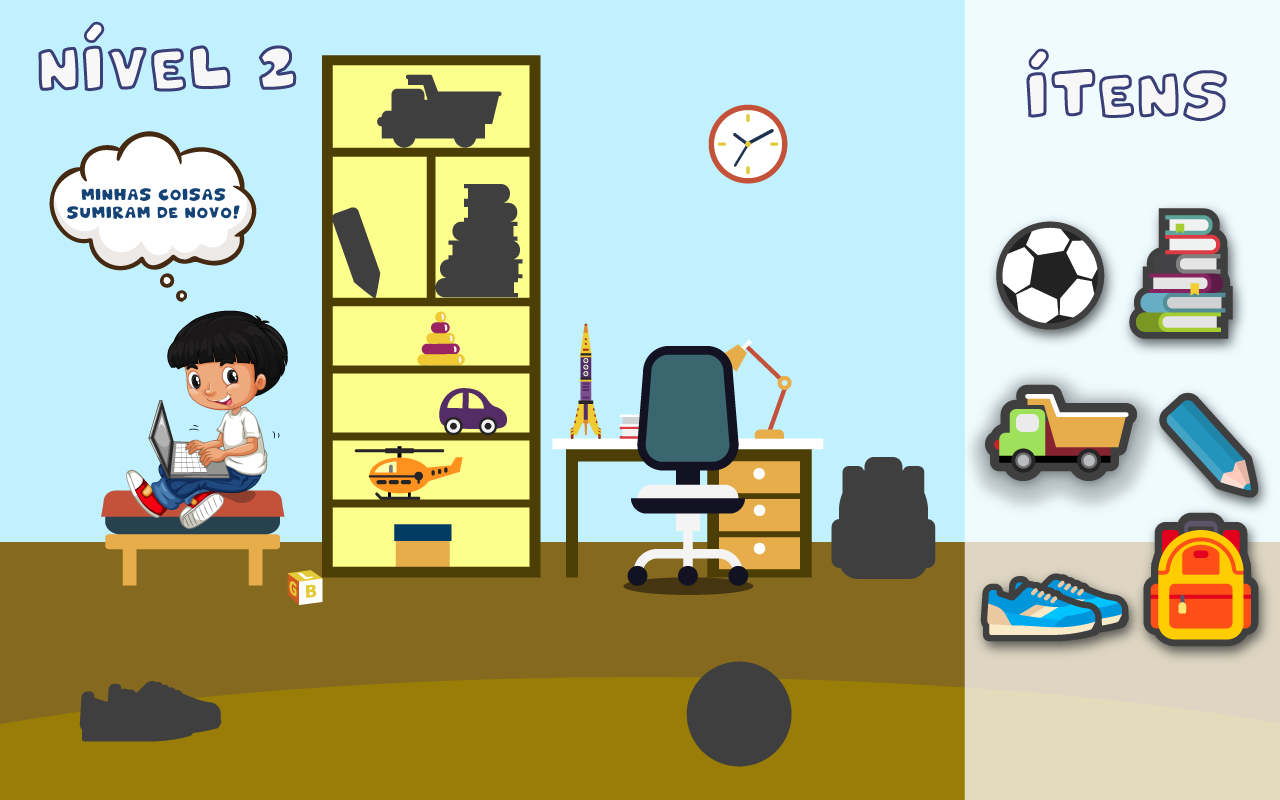 NÍVEL 2
ÍTENS
MINHAS COISAS
SUMIRAM DE NOVO!
G L B